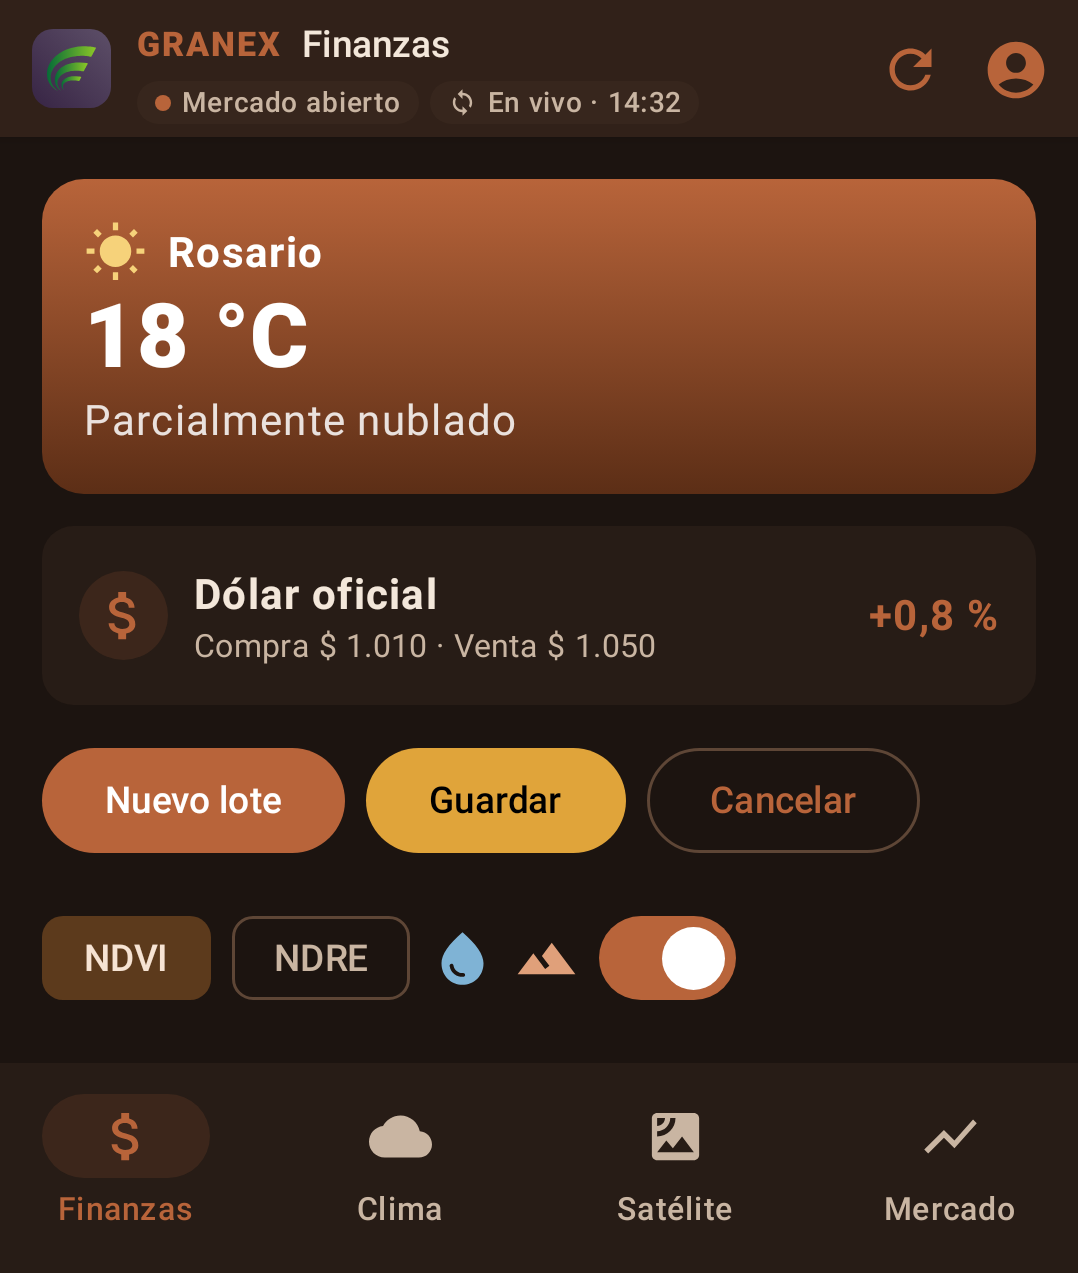 GRANEX Finanzas
Mercado abierto En vivo · 14:32
Rosario
18 °C
Parcialmente nublado
$ Dólar oficial
Compra $ 1.010 · Venta $ 1.050
+0,8 %
Nuevo lote Guardar Cancelar
NDVI NDRE
$
Finanzas Clima Satélite Mercado